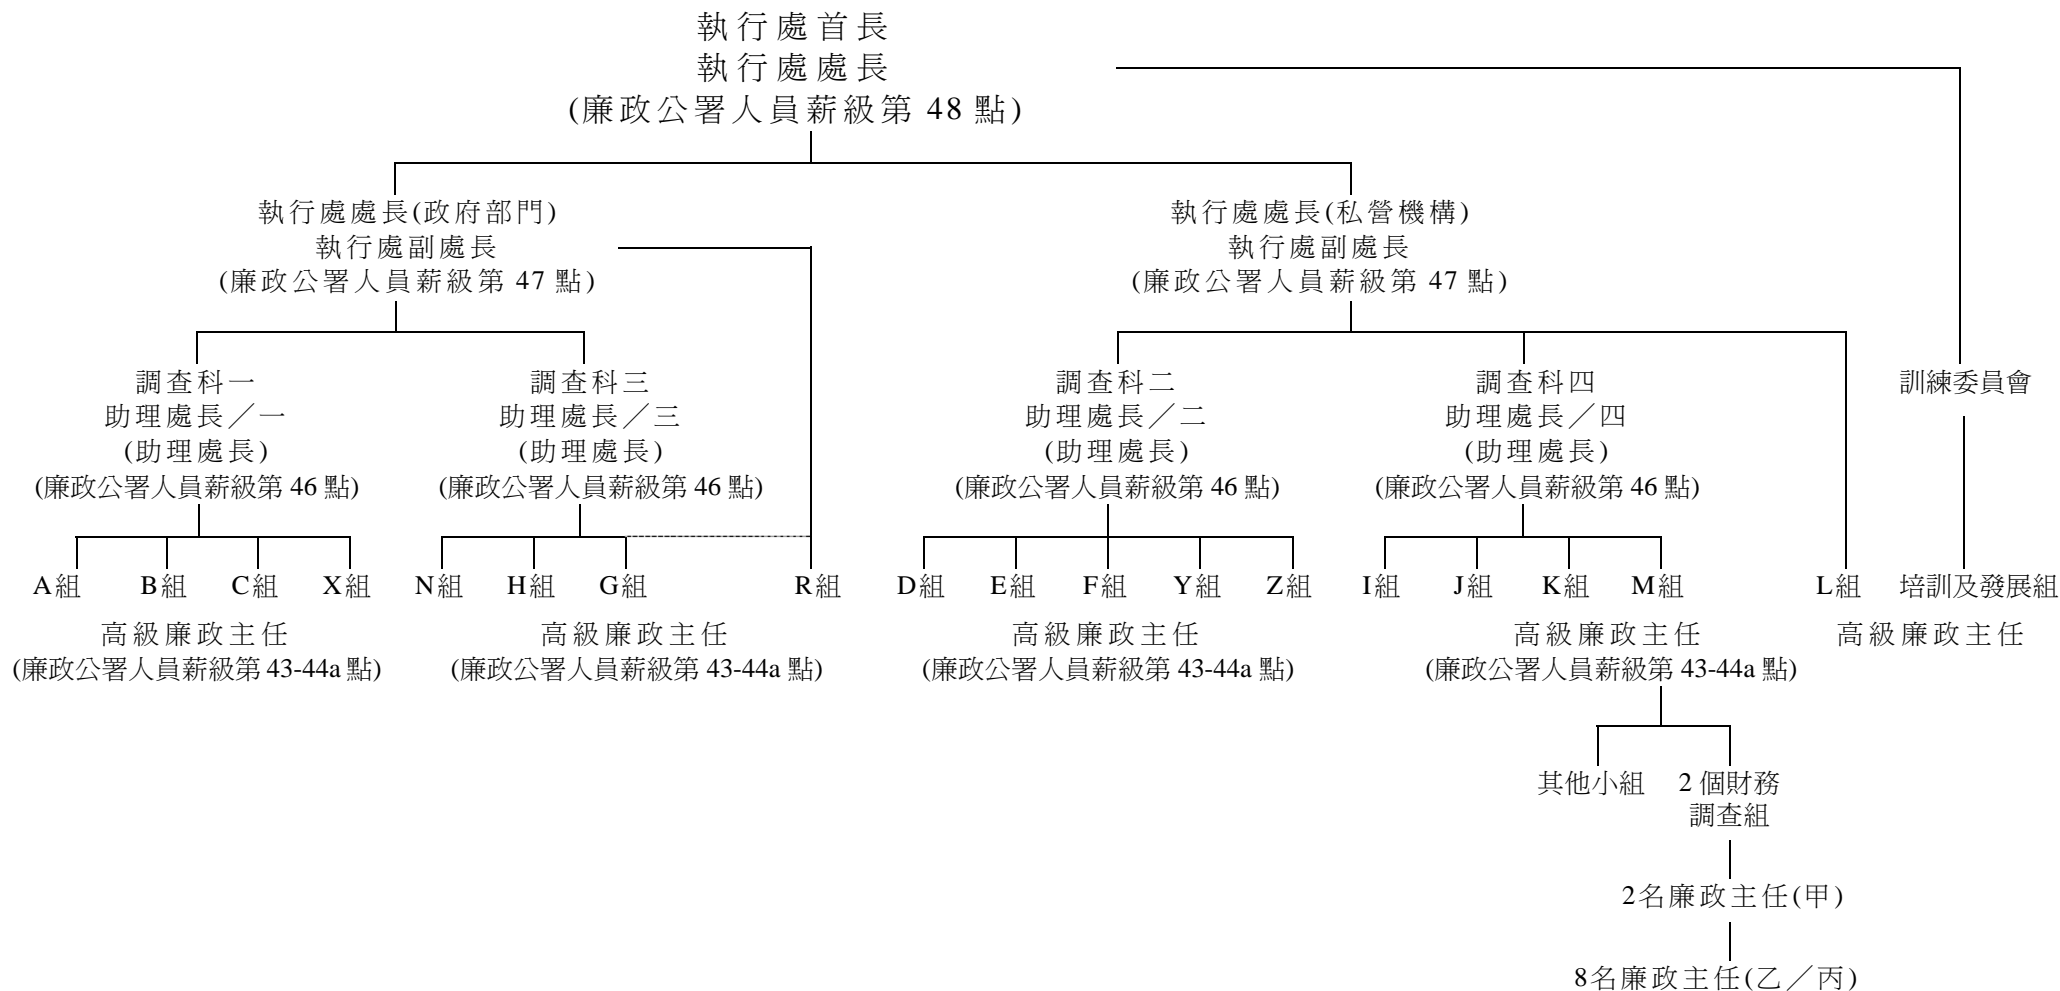 執行處首長
執行處處長
(廉政公署人員薪級第 48 點)
執行處處長(政府部門)
執行處副處長
(廉政公署人員薪級第 47 點)
執行處處長(私營機構)
執行處副處長
(廉政公署人員薪級第 47 點)
調查科一
助理處長／一
(助理處長)
(廉政公署人員薪級第 46 點)
調查科三
助理處長／三
(助理處長)
(廉政公署人員薪級第 46 點)
調查科二
助理處長／二
(助理處長)
(廉政公署人員薪級第 46 點)
調查科四
助理處長／四
(助理處長)
(廉政公署人員薪級第 46 點)
訓練委員會
A組 B組 C組 X組 N組 H組 G組 R組 D組 E組 F組 Y組 Z組 I組 J組 K組 M組 L組 培訓及發展組
高級廉政主任
(廉政公署人員薪級第 43-44a 點)
高級廉政主任
(廉政公署人員薪級第 43-44a 點)
高級廉政主任
(廉政公署人員薪級第 43-44a 點)
高級廉政主任
(廉政公署人員薪級第 43-44a 點)
高級廉政主任
其他小組
2 個財務
調查組
2名廉政主任(甲)
8名廉政主任(乙／丙)